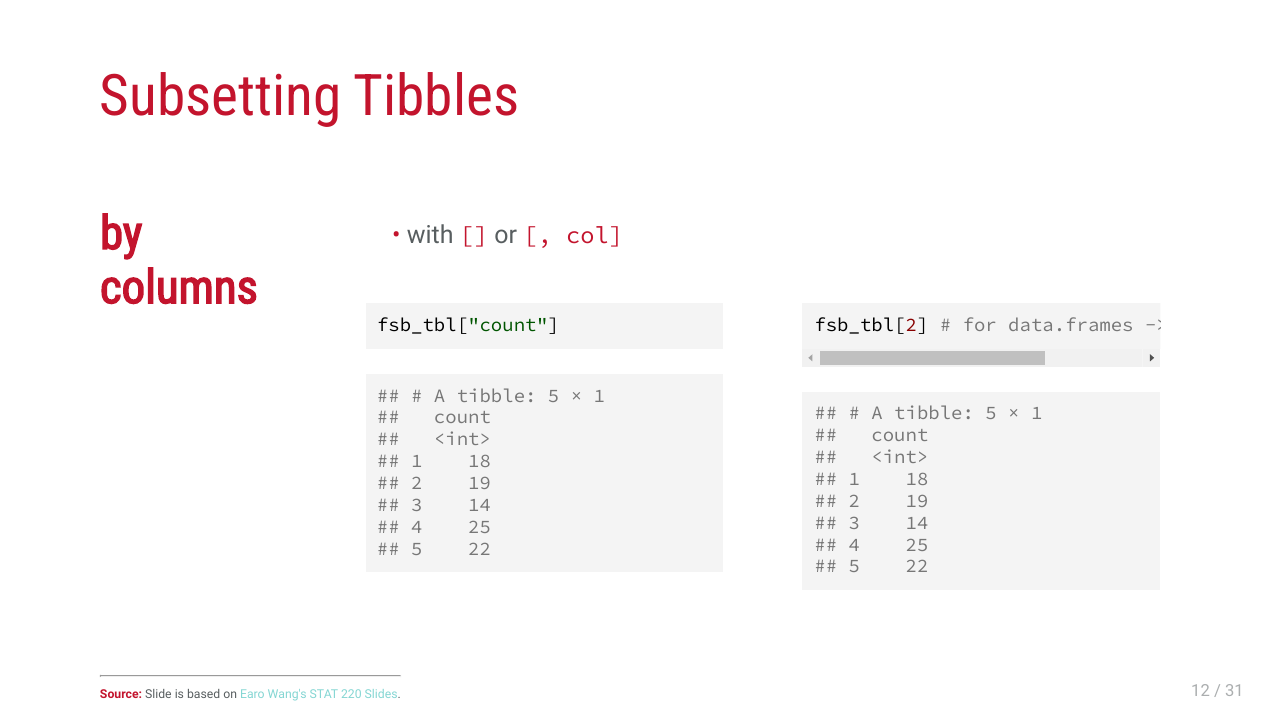 Subsetting Tibbles
by
columns
• with [] or [, col]
fsb_tbl["count"]
## # A tibble: 5 × 1
##   count
##   <int>
## 1    18
## 2    19
## 3    14
## 4    25
## 5    22
fsb_tbl[2] # for data.frames ->
## # A tibble: 5 × 1
##   count
##   <int>
## 1    18
## 2    19
## 3    14
## 4    25
## 5    22
Source: Slide is based on Earo Wang's STAT 220 Slides.
12 / 31